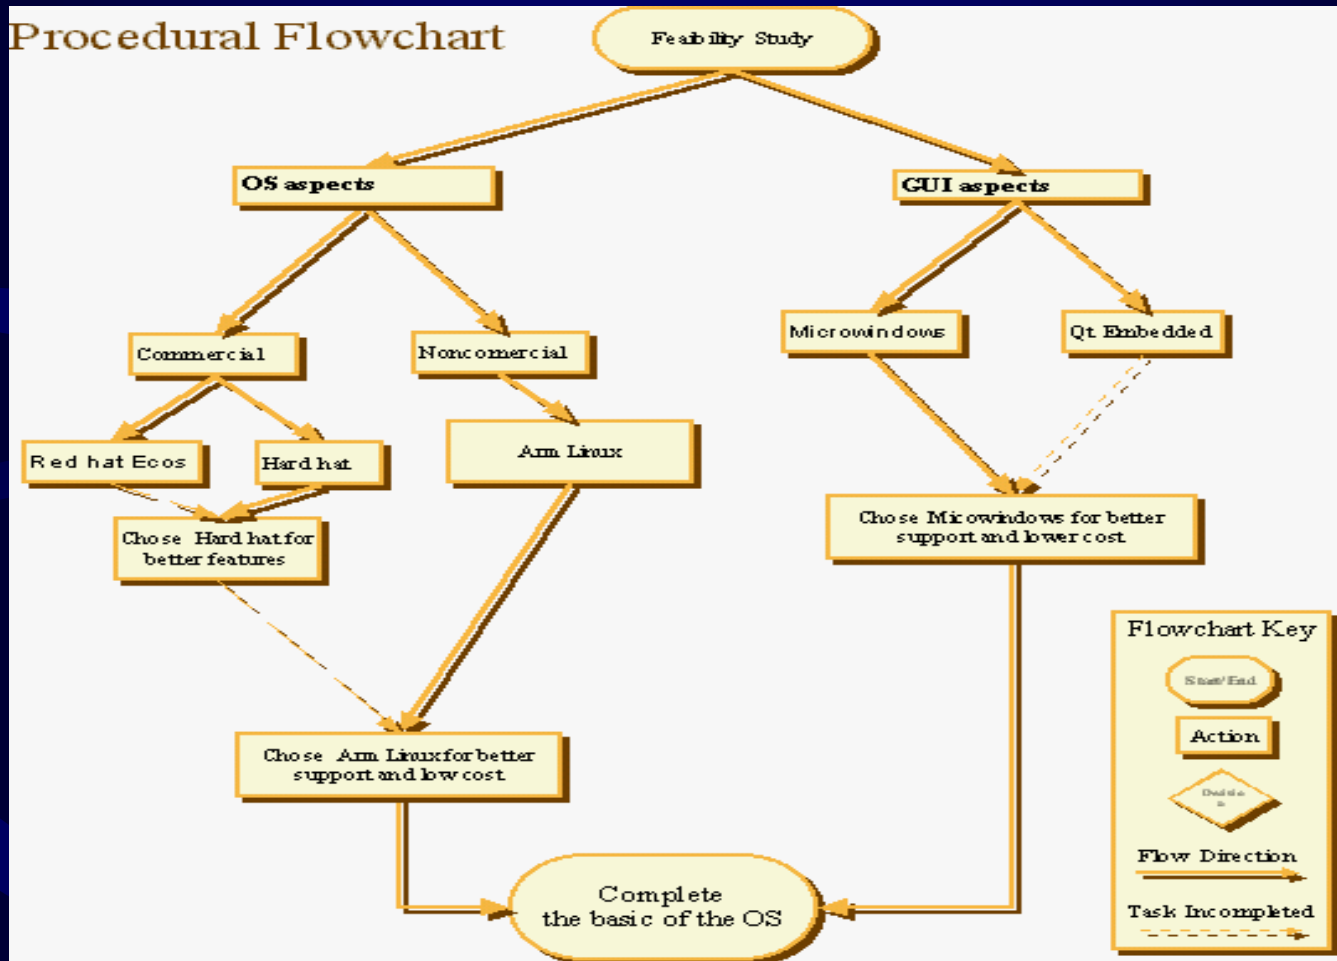 Procedural Flowchart
Feability Study
OS aspects
GUI aspects
Commercial
Noncomercial
Microwindows
Qt Embedded
Red hat Ecos
Hard hat
Arm Linux
Chose Hard hat for
better features
Chose Micowindows for better
support and lower cost
Chose Arm Linux for better
support and low cost
Complete
the basic of the OS
Flowchart Key
Start/End
Action
Decisio
n
Flow Direction
Task Incompleted